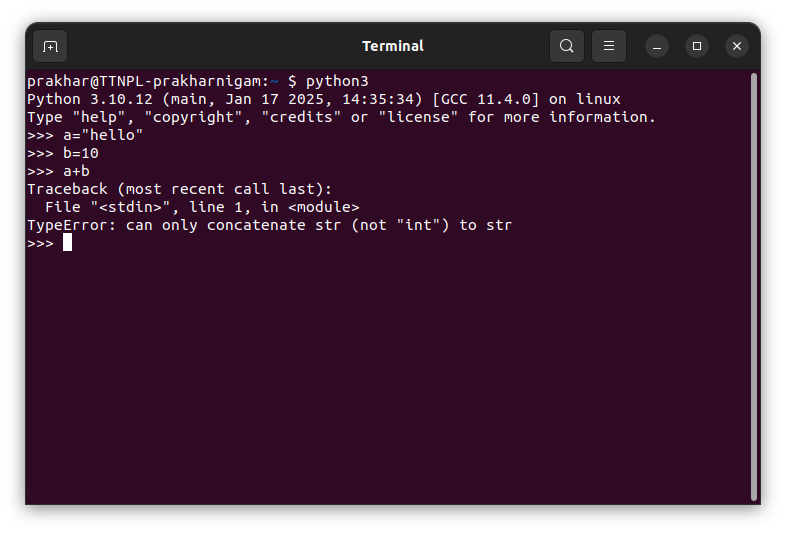 Terminal
prakhar@TTNPL-prakharnigam:~ $ python3
Python 3.10.12 (main, Jan 17 2025, 14:35:34) [GCC 11.4.0] on linux
Type "help", "copyright", "credits" or "license" for more information.
>>> a="hello"
>>> b=10
>>> a+b
Traceback (most recent call last):
  File "<stdin>", line 1, in <module>
TypeError: can only concatenate str (not "int") to str
>>>